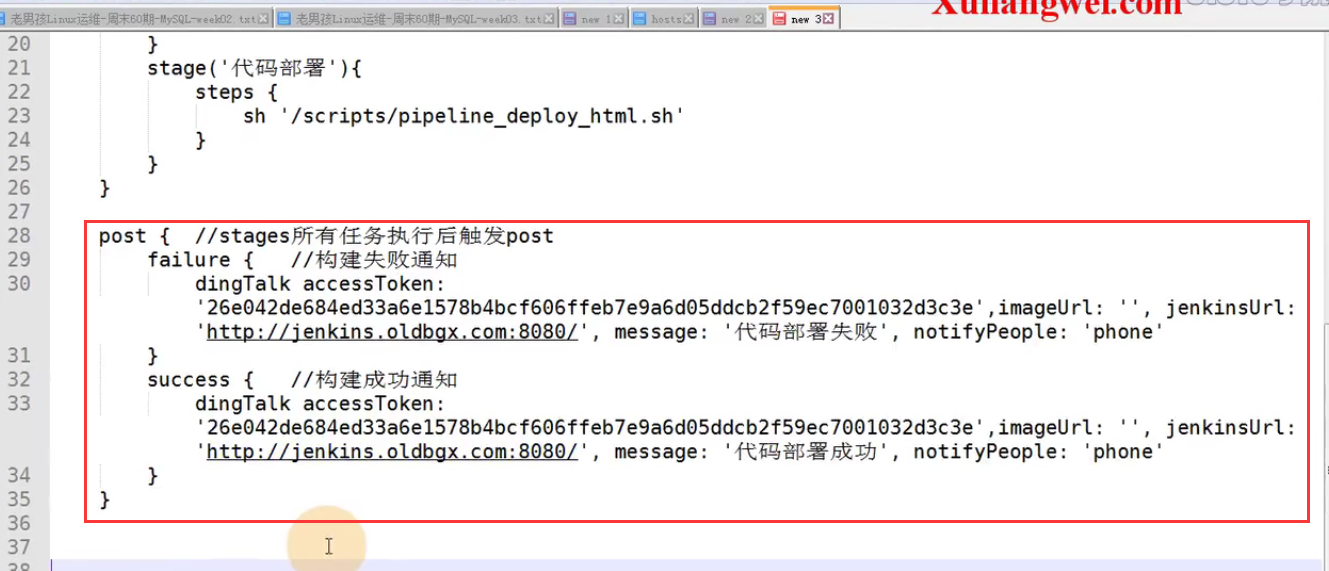 Xuliangwei.com
老男孩Linux运维-周末60期-MySQL-week02.txt 老男孩Linux运维-周末60期-MySQL-week03.txt new 1 hosts new 2 new 3
20 }
21 stage('代码部署'){
22 steps {
23 sh '/scripts/pipeline_deploy_html.sh'
24 }
25 }
26 }
27
28 post { //stages所有任务执行后触发post
29 failure { //构建失败通知
30 dingTalk accessToken:
'26e042de684ed33a6e1578b4bcf606ffeb7e9a6d05ddcb2f59ec7001032d3c3e',imageUrl: '', jenkinsUrl:
'http://jenkins.oldbgx.com:8080/', message: '代码部署失败', notifyPeople: 'phone'
31 }
32 success { //构建成功通知
33 dingTalk accessToken:
'26e042de684ed33a6e1578b4bcf606ffeb7e9a6d05ddcb2f59ec7001032d3c3e',imageUrl: '', jenkinsUrl:
'http://jenkins.oldbgx.com:8080/', message: '代码部署成功', notifyPeople: 'phone'
34 }
35 }
36
37
38